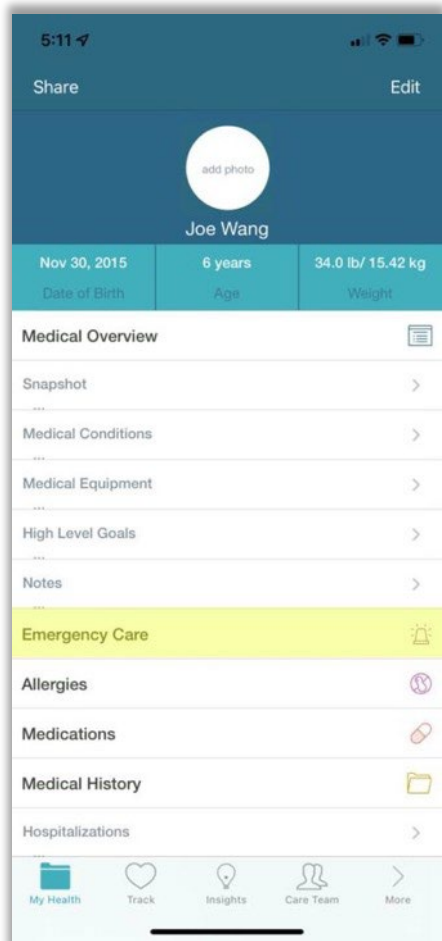 5:11
Share Edit
add photo
Joe Wang
Nov 30, 2015 6 years 34.0 lb/ 15.42 kg
Date of Birth Age Weight
Medical Overview
Snapshot
...
Medical Conditions
...
Medical Equipment
...
High Level Goals
...
Notes
...
Emergency Care
Allergies
Medications
Medical History
Hospitalizations
...
My Health Track Insights Care Team More